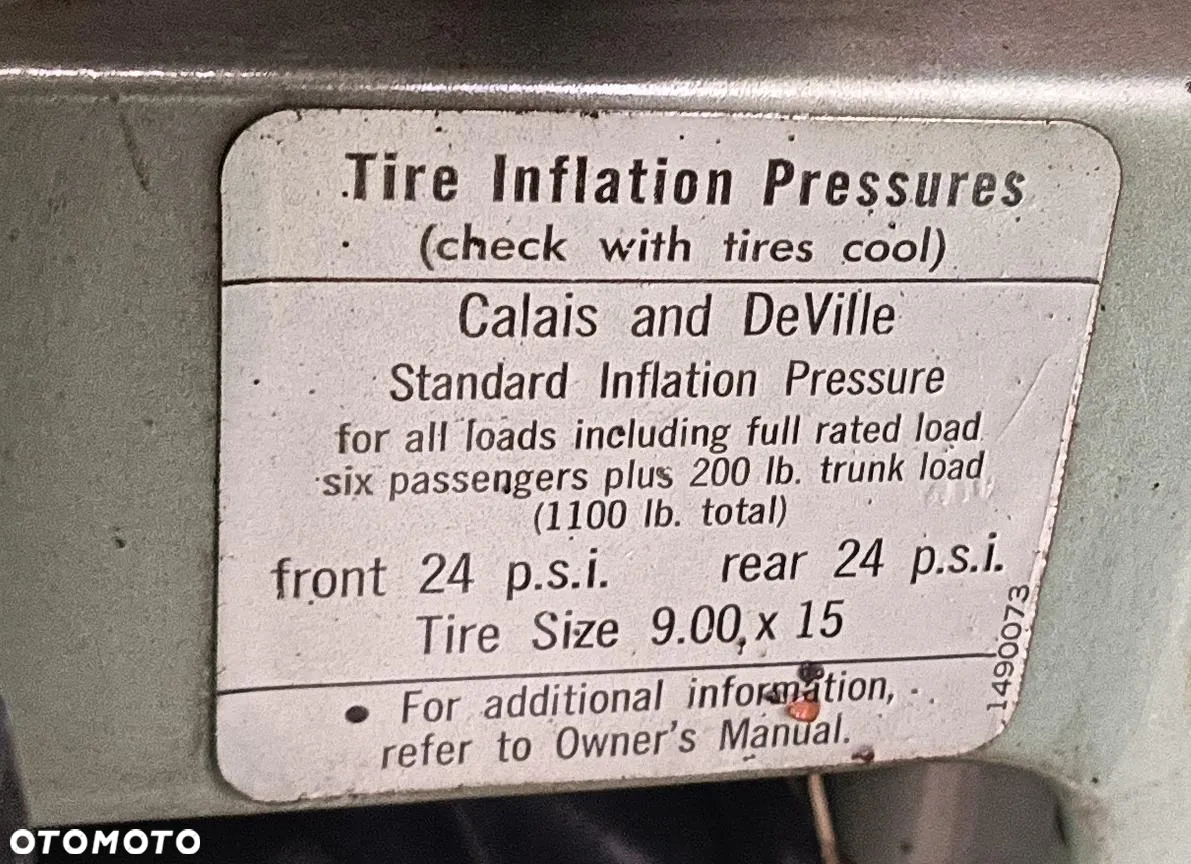 Tire Inflation Pressures
(check with tires cool)
Calais and DeVille
Standard Inflation Pressure
for all loads including full rated load
six passengers plus 200 lb. trunk load
(1100 lb. total)
front 24 p.s.i. rear 24 p.s.i.
Tire Size 9.00 x 15
1490073
• For additional information,
refer to Owner's Manual.
OTOMOTO